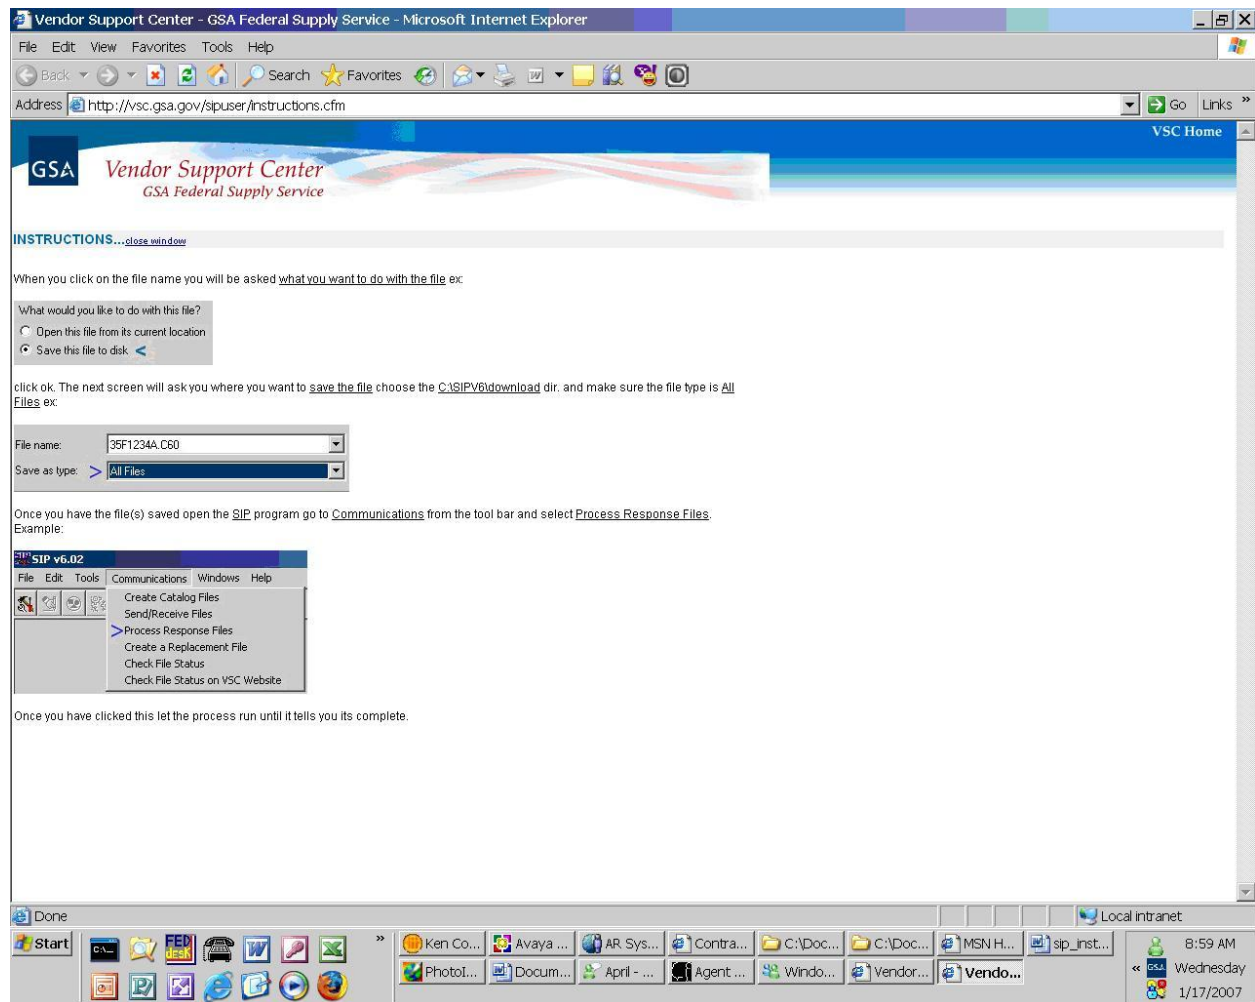 Vendor Support Center - GSA Federal Supply Service - Microsoft Internet Explorer
File Edit View Favorites Tools Help
Back Search Favorites
Address http://vsc.gsa.gov/sipuser/instructions.cfm Go Links »
VSC Home
GSA Vendor Support Center
GSA Federal Supply Service
INSTRUCTIONS...close window
When you click on the file name you will be asked what you want to do with the file ex:
What would you like to do with this file?
Open this file from its current location
Save this file to disk <
click ok. The next screen will ask you where you want to save the file choose the C:\SIPV6\download dir. and make sure the file type is All
Files ex:
File name: 35F1234A.C60
Save as type: > All Files
Once you have the file(s) saved open the SIP program go to Communications from the tool bar and select Process Response Files.
Example:
SIP v6.02
File Edit Tools Communications Windows Help
Create Catalog Files
Send/Receive Files
>Process Response Files
Create a Replacement File
Check File Status
Check File Status on VSC Website
Once you have clicked this let the process run until it tells you its complete.
Done Local intranet
Start FED DESK » Ken Co... Avaya ... AR Sys... Contra... C:\Doc... C:\Doc... MSN H... sip_inst... 8:59 AM
PhotoI... Docum... April - ... Agent ... Windo... Vendor... Vendo... « GSA Wednesday
1/17/2007